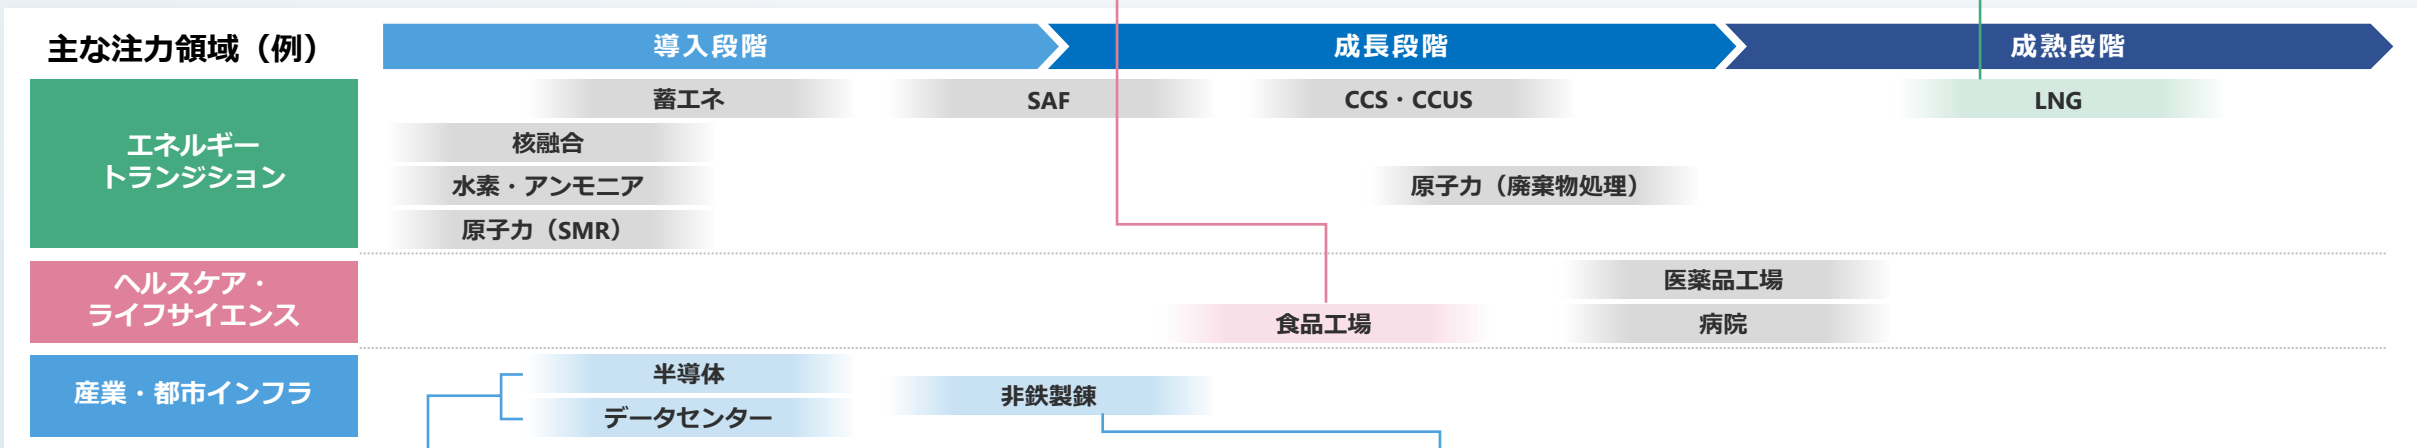 主な注力領域（例）
導入段階
成長段階
成熟段階
エネルギー
トランジション
蓄エネ
SAF
CCS・CCUS
LNG
核融合
水素・アンモニア
原子力（廃棄物処理）
原子力（SMR）
ヘルスケア・
ライフサイエンス
医薬品工場
食品工場
病院
産業・都市インフラ
半導体
非鉄製錬
データセンター